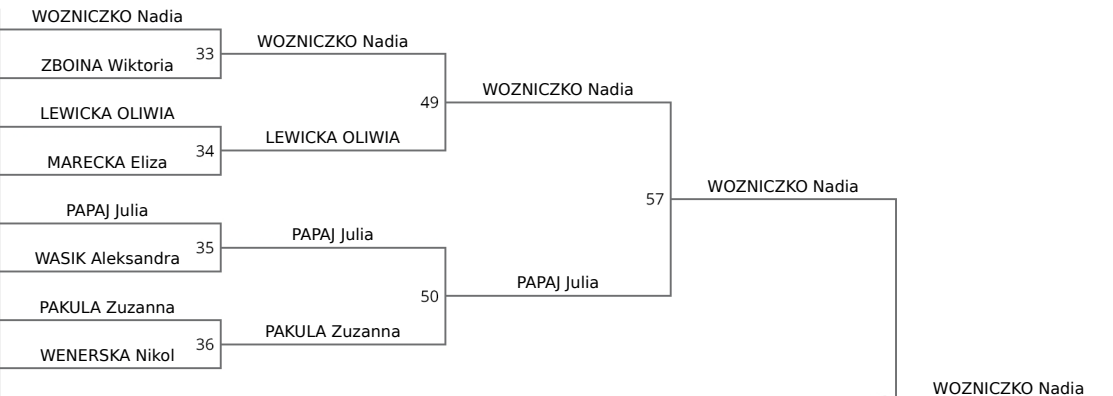 WOZNICZKO Nadia
33
ZBOINA Wiktoria
WOZNICZKO Nadia
49
LEWICKA OLIWIA
34
MARECKA Eliza
LEWICKA OLIWIA
WOZNICZKO Nadia
57
PAPAJ Julia
35
WASIK Aleksandra
PAPAJ Julia
50
PAKULA Zuzanna
36
WENERSKA Nikol
PAKULA Zuzanna
PAPAJ Julia
WOZNICZKO Nadia
WOZNICZKO Nadia